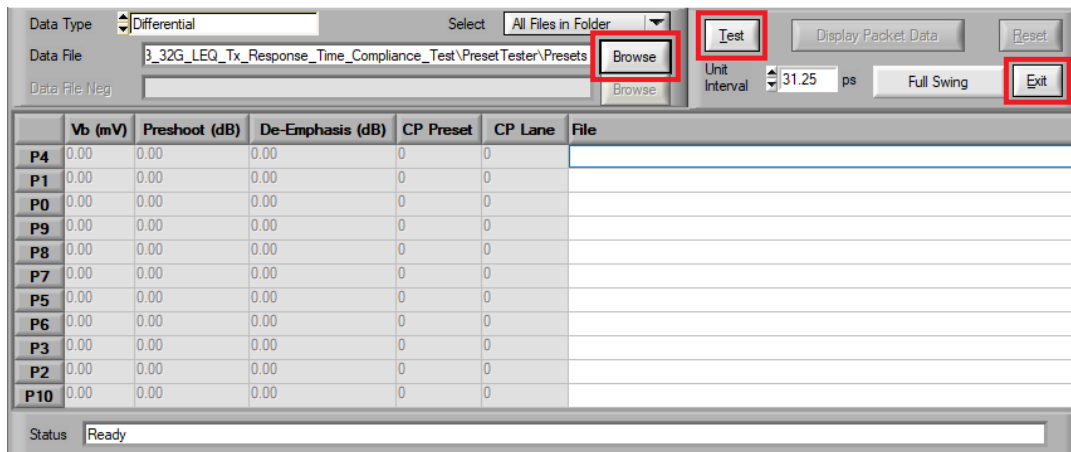 Data Type Differential Select All Files in Folder Test Display Packet Data Reset
Data File 3_32G_LEQ_Tx_Response_Time_Compliance_Test\PresetTester\Presets Browse
Unit Interval 31.25 ps Full Swing Exit
Data File Neg Browse
Vb (mV) Preshoot (dB) De-Emphasis (dB) CP Preset CP Lane File
P4 0.00 0.00 0.00 0 0
P1 0.00 0.00 0.00 0 0
P0 0.00 0.00 0.00 0 0
P9 0.00 0.00 0.00 0 0
P8 0.00 0.00 0.00 0 0
P7 0.00 0.00 0.00 0 0
P5 0.00 0.00 0.00 0 0
P6 0.00 0.00 0.00 0 0
P3 0.00 0.00 0.00 0 0
P2 0.00 0.00 0.00 0 0
P10 0.00 0.00 0.00 0 0
Status Ready